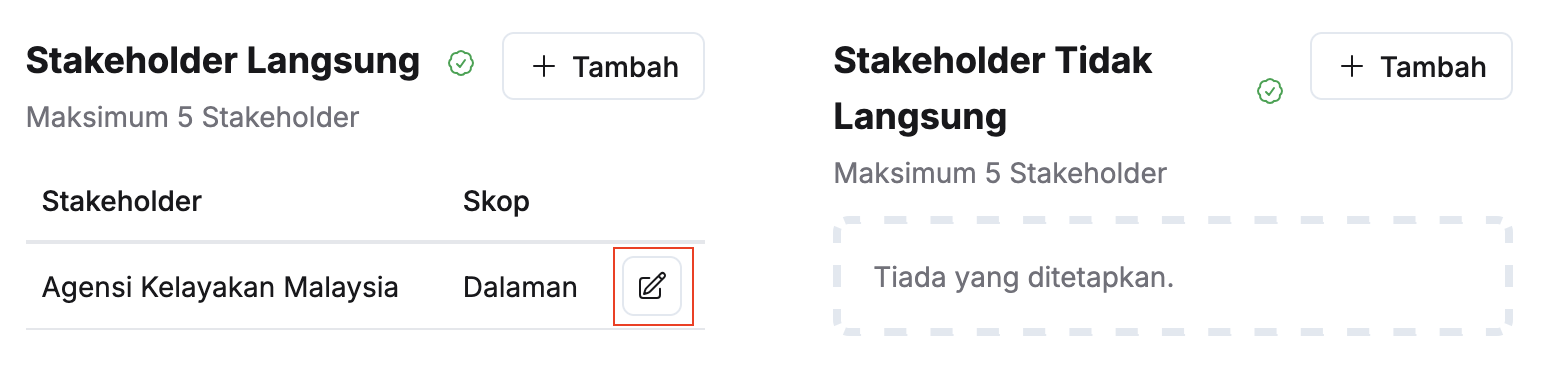 Stakeholder Langsung
+ Tambah
Maksimum 5 Stakeholder
Stakeholder Skop
Agensi Kelayakan Malaysia Dalaman
Stakeholder Tidak
Langsung
+ Tambah
Maksimum 5 Stakeholder
Tiada yang ditetapkan.